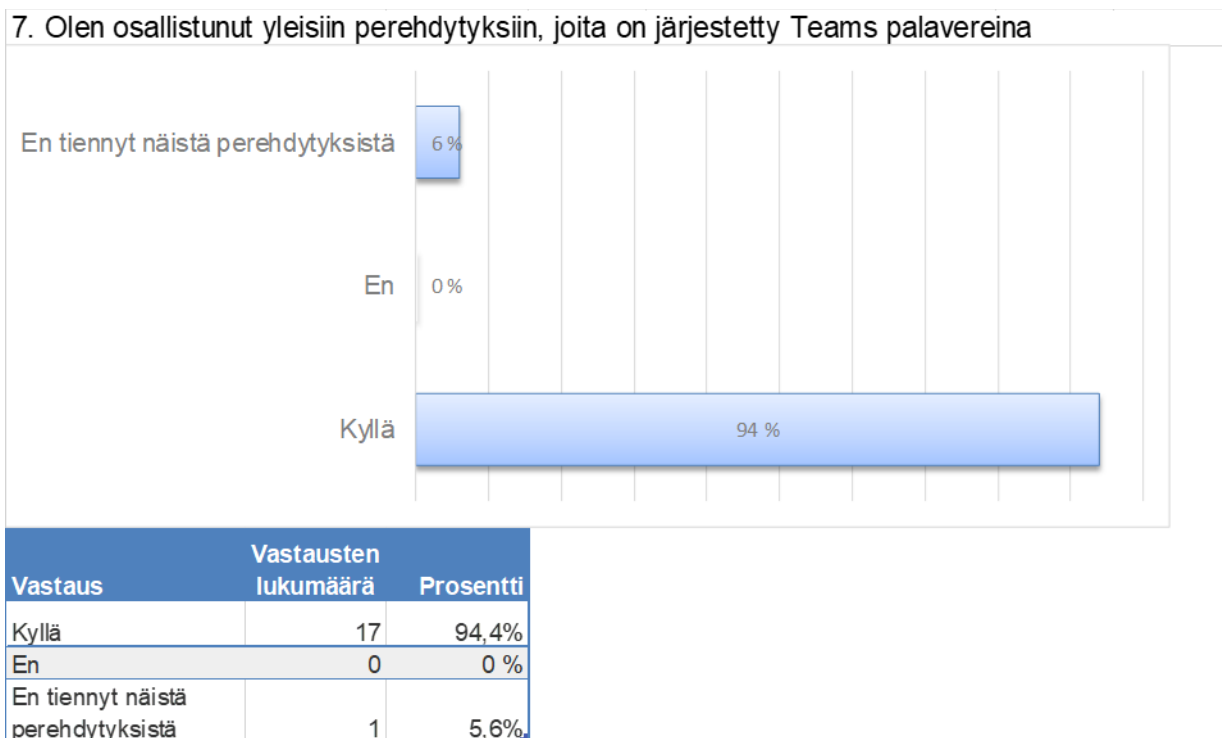 7. Olen osallistunut yleisiin perehdytyksiin, joita on järjestetty Teams palavereina
En tiennyt näistä perehdytyksistä
6 %
En
0 %
Kyllä
94 %
Vastaus Vastausten lukumäärä Prosentti
Kyllä 17 94,4%
En 0 0 %
En tiennyt näistä perehdytyksistä 1 5,6%